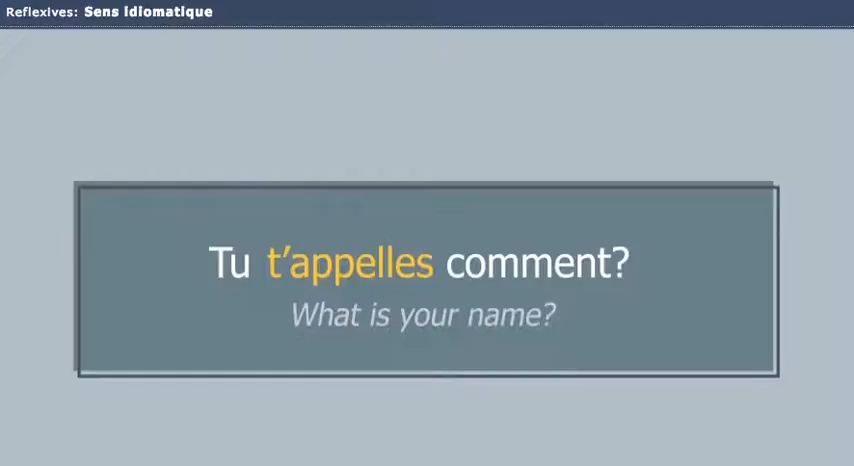 Reflexives: Sens idiomatique
Tu t'appelles comment?
What is your name?